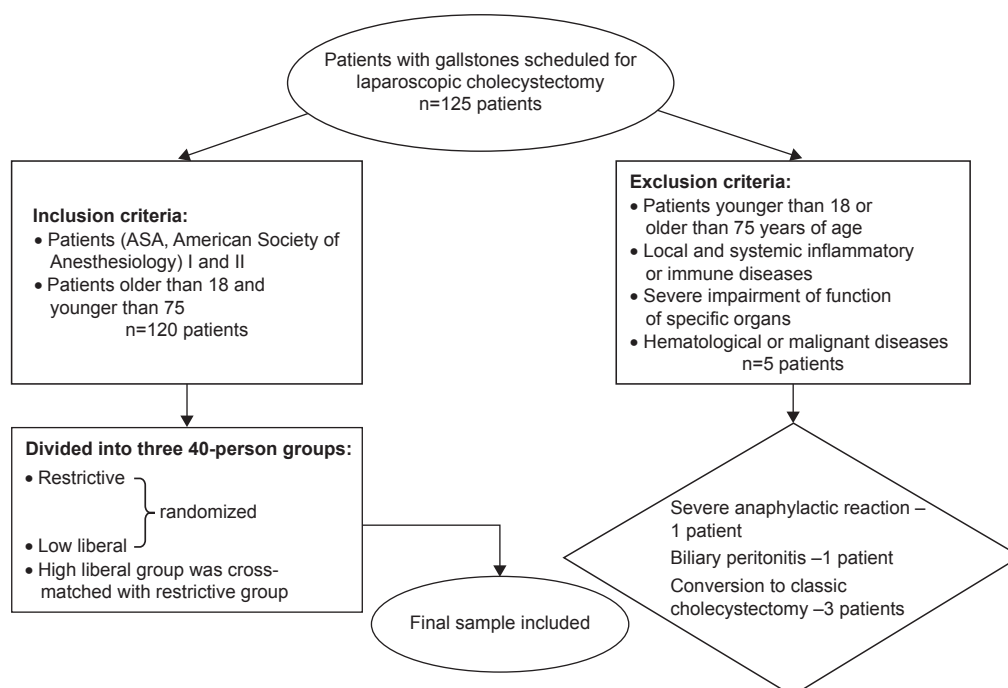 Patients with gallstones scheduled for
laparoscopic cholecystectomy
n=125 patients
Inclusion criteria:
• Patients (ASA, American Society of
Anesthesiology) I and II
• Patients older than 18 and
younger than 75
n=120 patients
Exclusion criteria:
• Patients younger than 18 or
older than 75 years of age
• Local and systemic inflammatory
or immune diseases
• Severe impairment of function
of specific organs
• Hematological or malignant diseases
n=5 patients
Divided into three 40-person groups:
• Restrictive
randomized
• Low liberal
• High liberal group was cross-
matched with restrictive group
Final sample included
Severe anaphylactic reaction –
1 patient
Biliary peritonitis –1 patient
Conversion to classic
cholecystectomy –3 patients